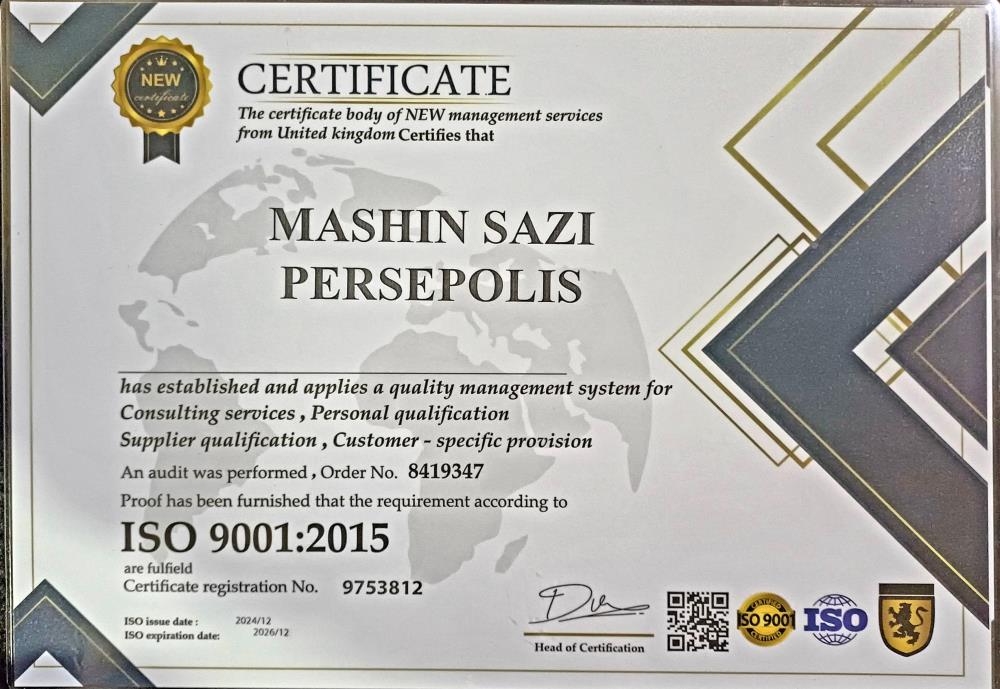 NEW
certificate
CERTIFICATE
The certificate body of NEW management services
from United kingdom Certifies that
MASHIN SAZI
PERSEPOLIS
has established and applies a quality management system for
Consulting services , Personal qualification
Supplier qualification , Customer - specific provision
An audit was performed , Order No. 8419347
Proof has been furnished that the requirement according to
ISO 9001:2015
are fulfield
Certificate registration No. 9753812
ISO issue date : 2024/12
ISO expiration date: 2026/12
Head of Certification
CERTIFIED
ISO 9001
CERTIFIED
ISO